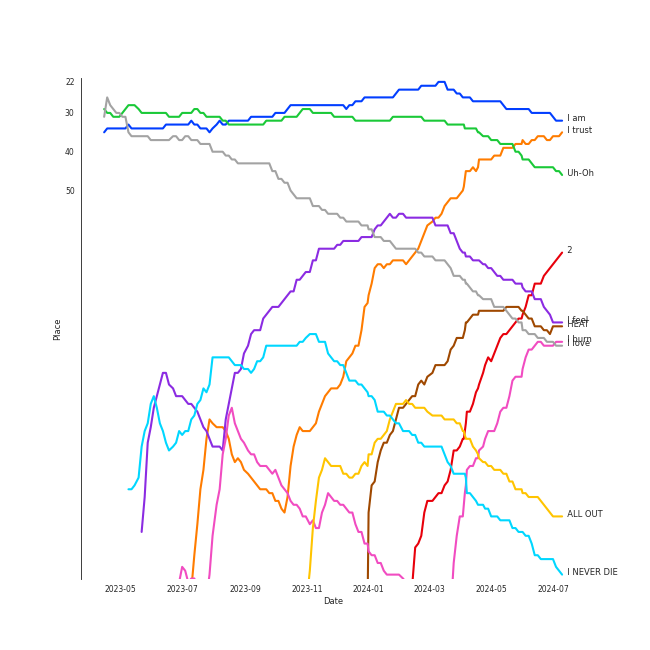 22
30
40
50
Place
I am
I trust
Uh-Oh
2
I feel
HEAT
I burn
I love
ALL OUT
I NEVER DIE
2023-05
2023-07
2023-09
2023-11
2024-01
2024-03
2024-05
2024-07
Date